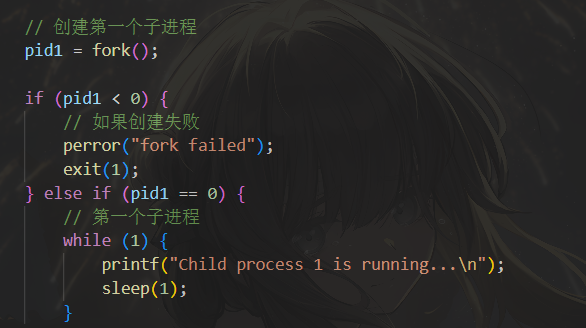 // 创建第一个子进程
pid1 = fork();
if (pid1 < 0) {
// 如果创建失败
perror("fork failed");
exit(1);
} else if (pid1 == 0) {
// 第一个子进程
while (1) {
printf("Child process 1 is running...\n");
sleep(1);
}